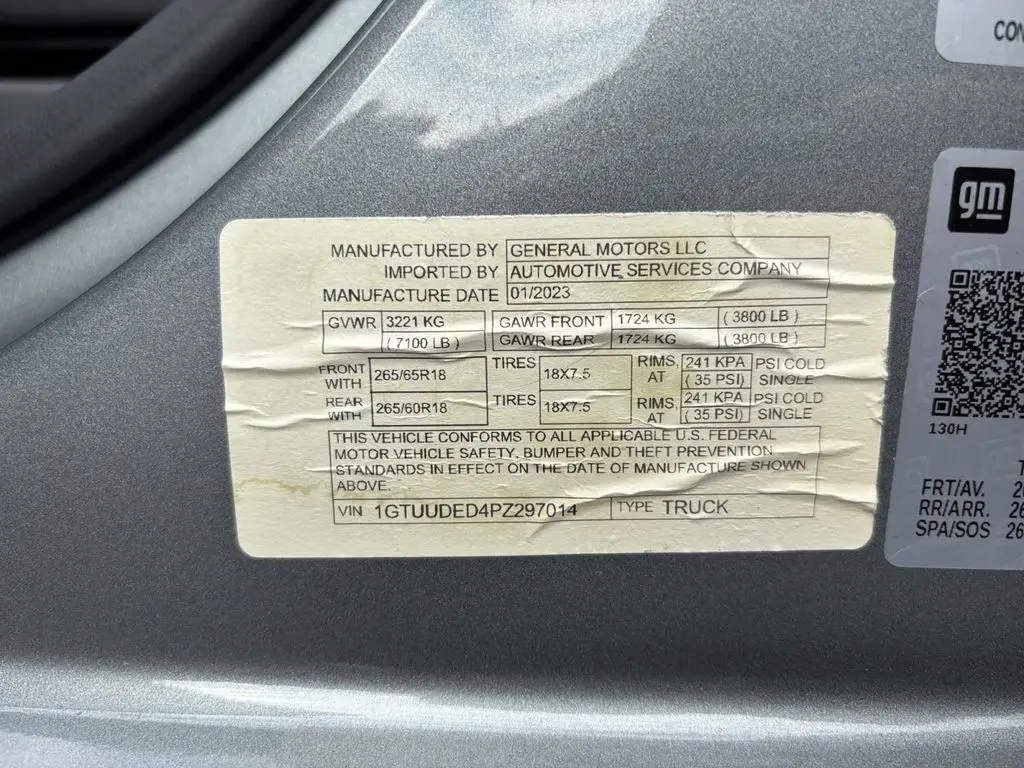 CON
MANUFACTURED BY GENERAL MOTORS LLC
IMPORTED BY AUTOMOTIVE SERVICES COMPANY
MANUFACTURE DATE 01/2023
GVWR 3221 KG GAWR FRONT 1724 KG ( 3800 LB )
( 7100 LB ) GAWR REAR 1724 KG ( 3800 LB )
FRONT WITH 265/65R18 TIRES 18X7.5 RIMS, AT 241 KPA ( 35 PSI) PSI COLD SINGLE
REAR WITH 265/60R18 TIRES 18X7.5 RIMS, AT 241 KPA ( 35 PSI) PSI COLD SINGLE
THIS VEHICLE CONFORMS TO ALL APPLICABLE U.S. FEDERAL
MOTOR VEHICLE SAFETY, BUMPER AND THEFT PREVENTION
STANDARDS IN EFFECT ON THE DATE OF MANUFACTURE SHOWN
ABOVE.
VIN 1GTUUDED4PZ297014 TYPE TRUCK
gm
130H
T
FRT/AV. 26
RR/ARR. 26
SPA/SOS 26